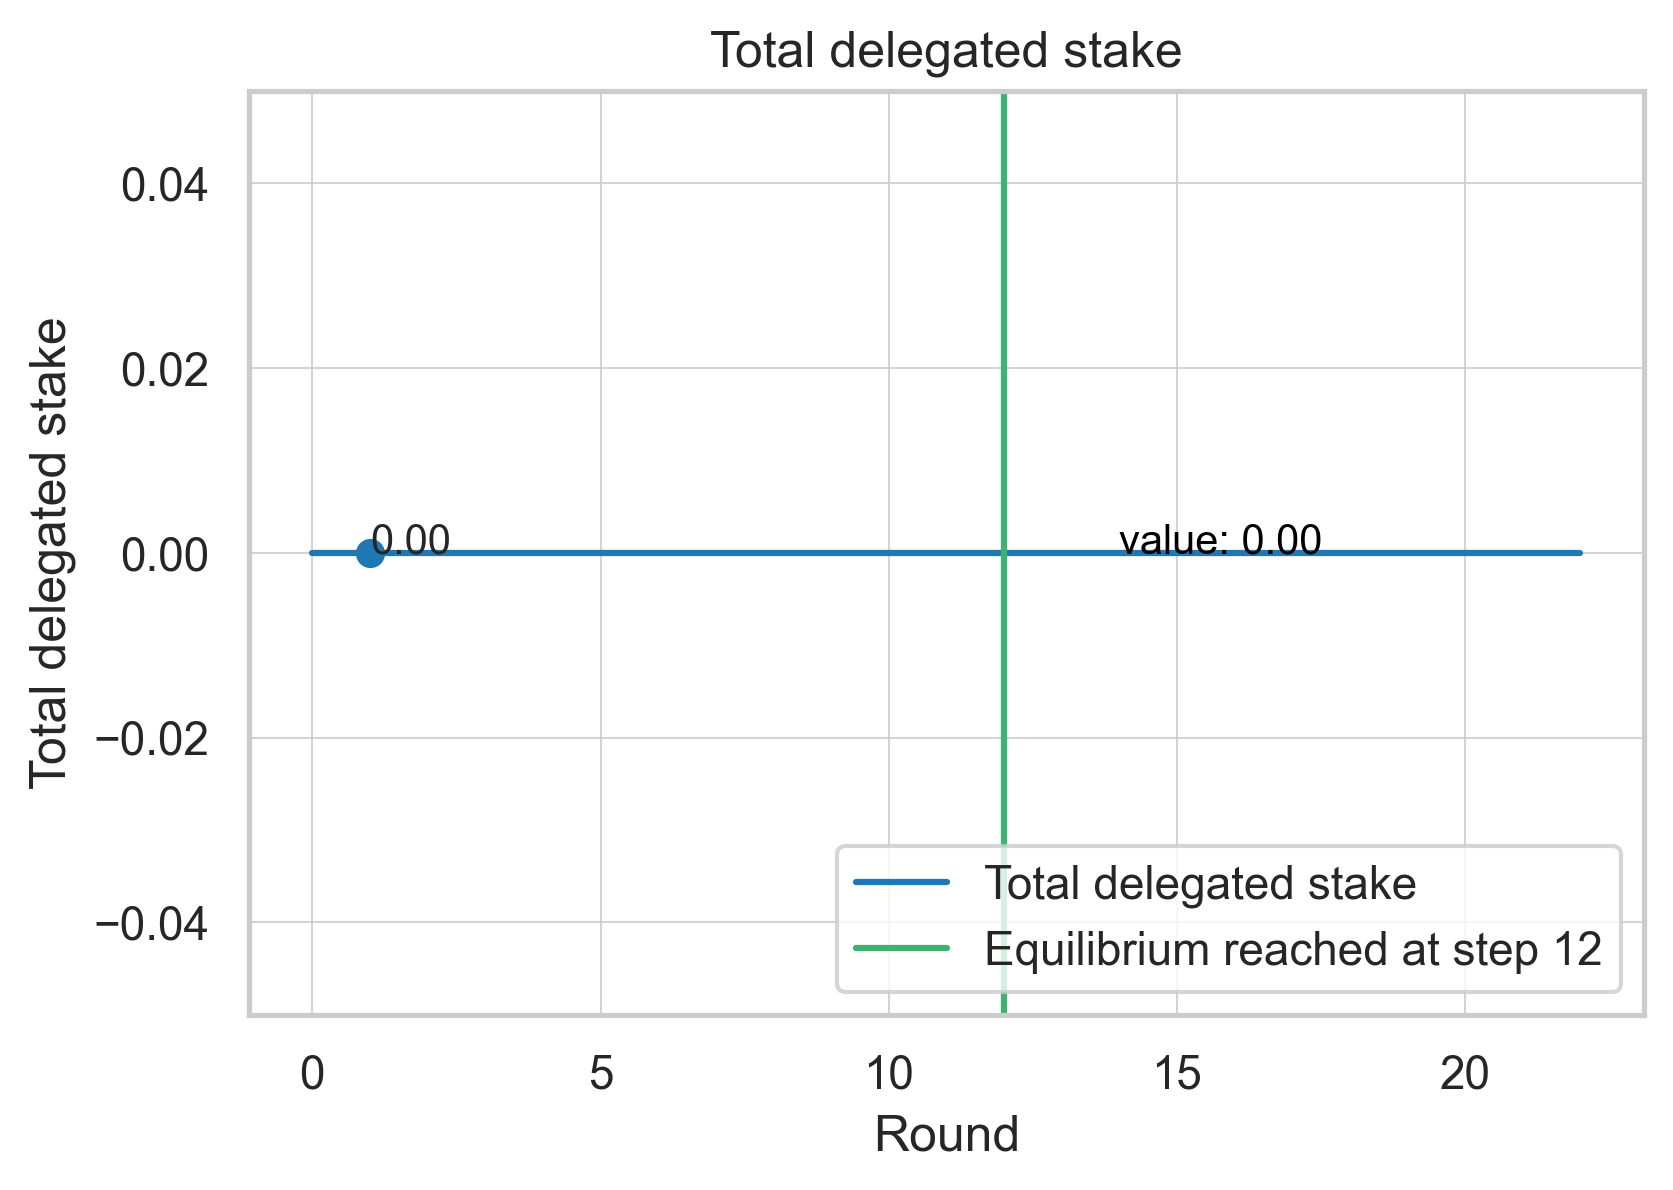 Total delegated stake
Total delegated stake
0.04
0.02
0.00
−0.02
−0.04
0.00
value: 0.00
Total delegated stake
Equilibrium reached at step 12
0 5 10 15 20
Round